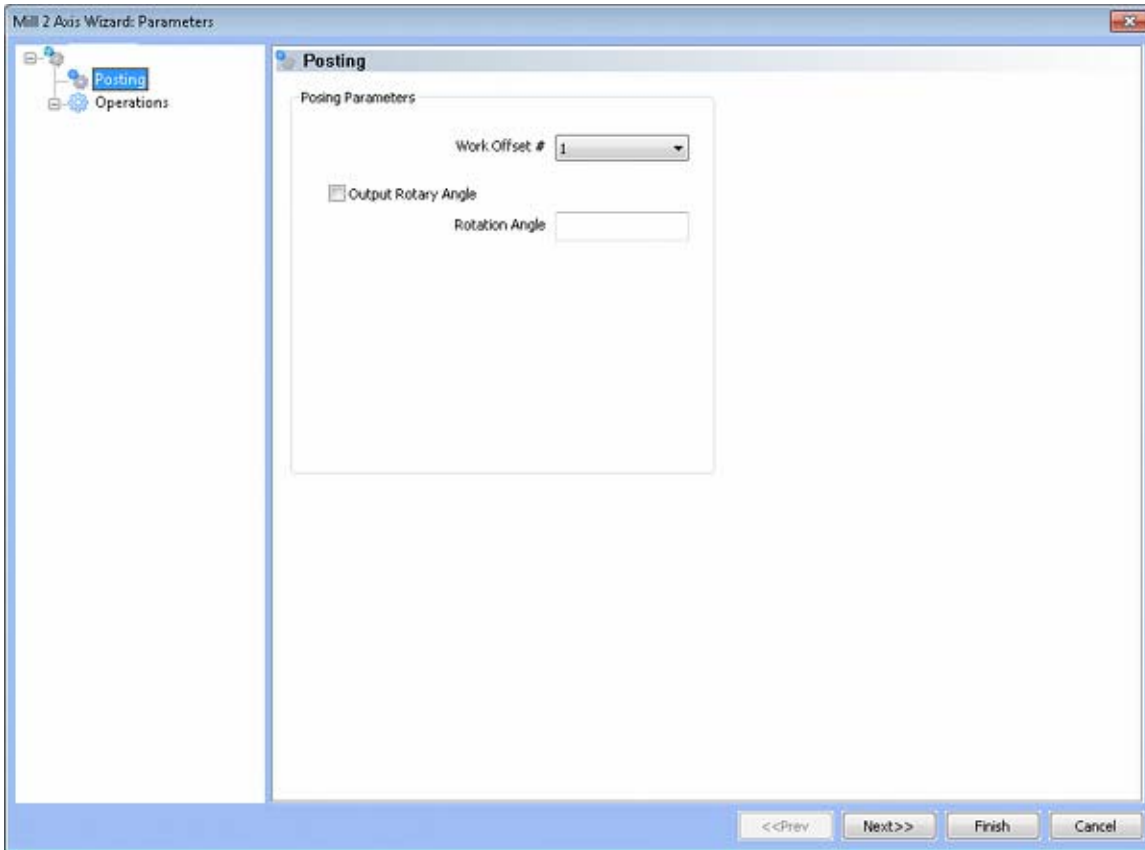 Mill 2 Axis Wizard: Parameters
Posting
Operations
Posting
Posing Parameters
Work Offset # 1
Output Rotary Angle
Rotation Angle
<<Prev Next>> Finish Cancel